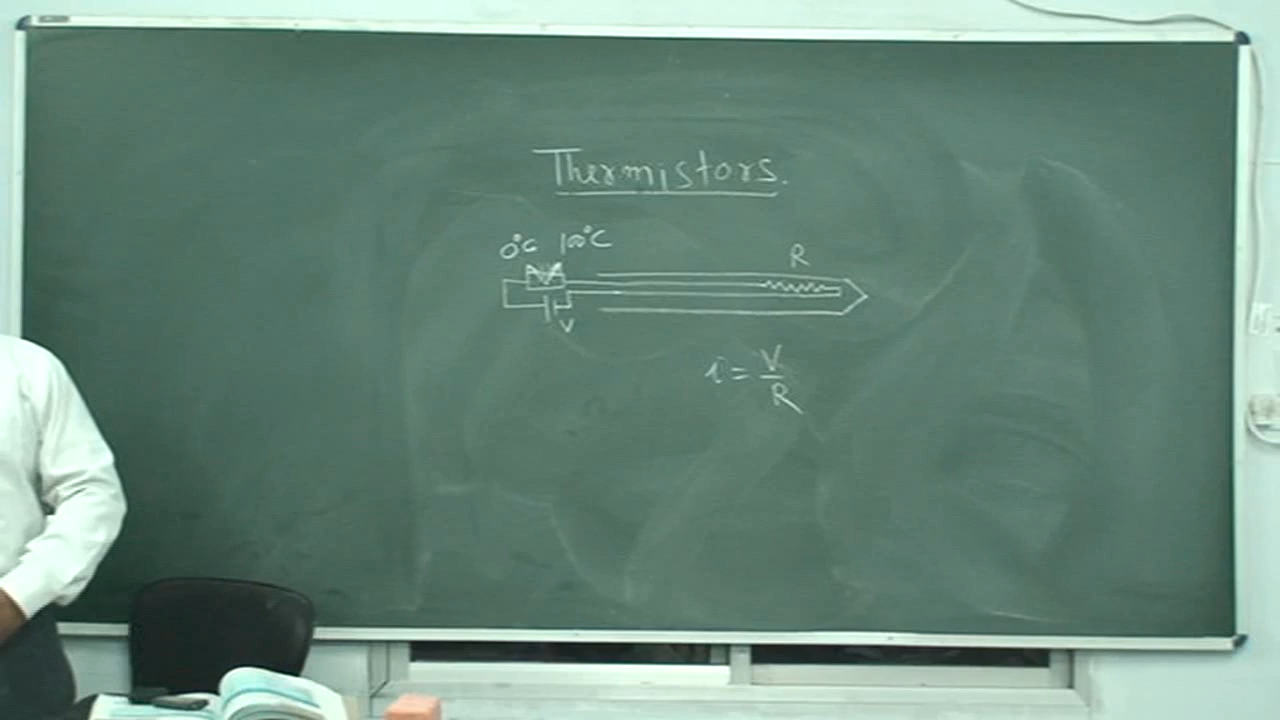 Thermistors.
0°C 100°C
R
V
i = V/R